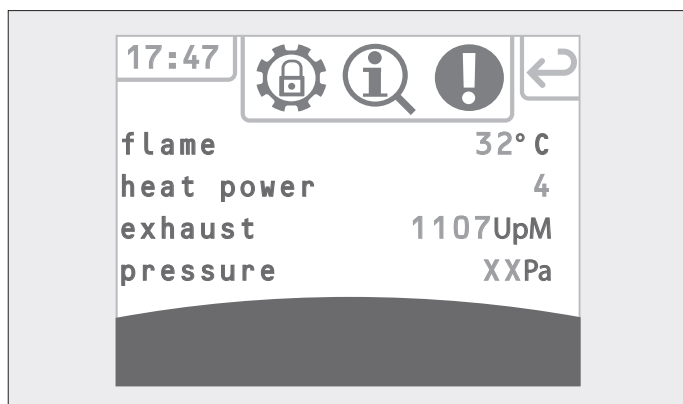 17:47
flame 32° C
heat power 4
exhaust 1107UpM
pressure XXPa